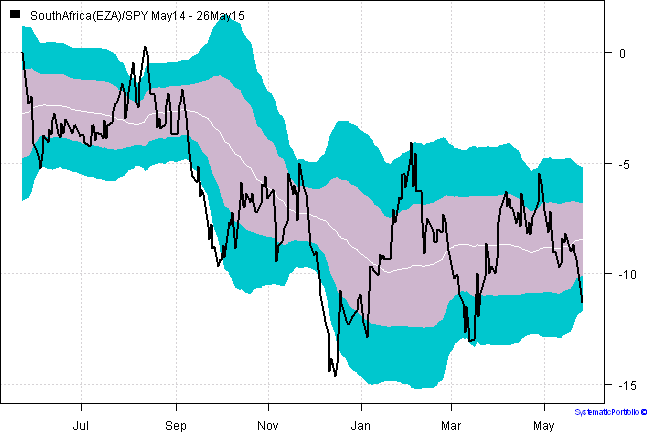 SouthAfrica(EZA)/SPY May14 - 26May15
0
-5
-10
-15
Jul Sep Nov Jan Mar May
SystematicPortfolio ©